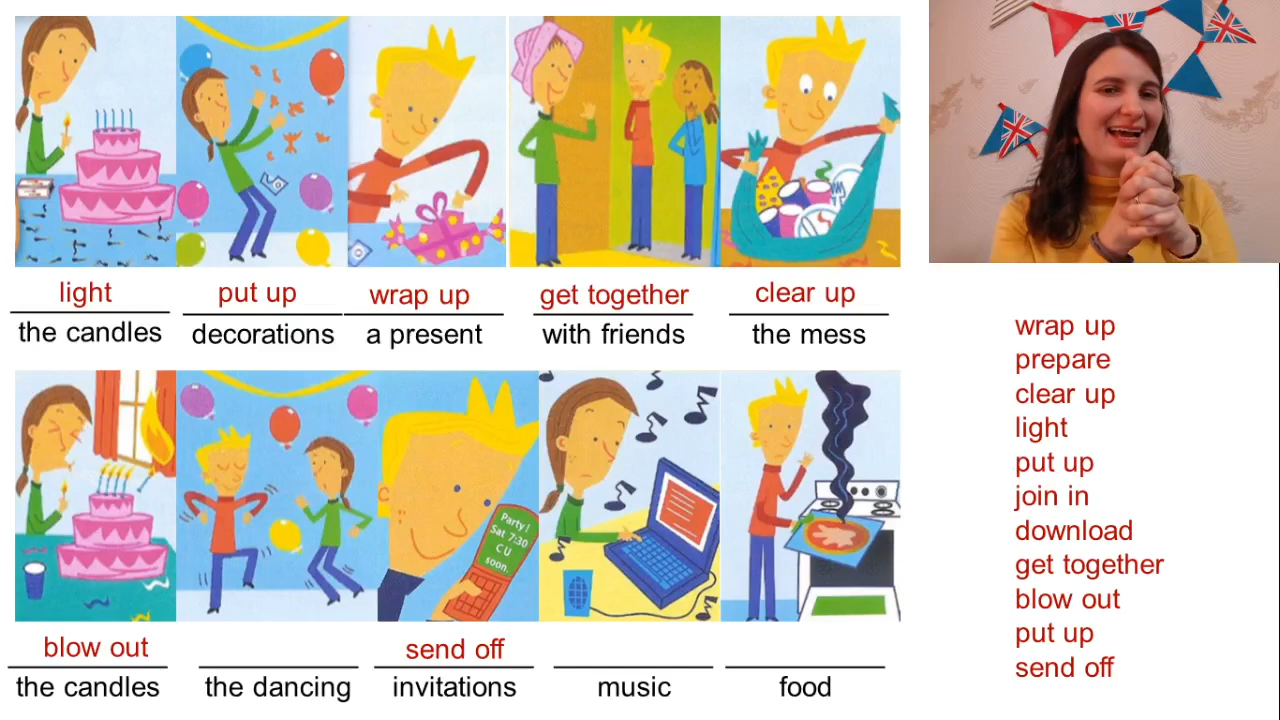 light
the candles
put up
decorations
wrap up
a present
get together
with friends
clear up
the mess
Party!
Sat 7:30
CU
soon.
blow out
the candles
the dancing
send off
invitations
music
food
wrap up
prepare
clear up
light
put up
join in
download
get together
blow out
put up
send off